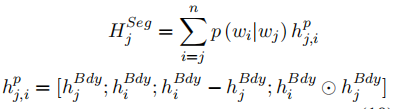 H_j^{Seg} = \sum_{i=j}^{n} p(w_i|w_j) h_{j,i}^p
h_{j,i}^p = [h_j^{Bdy}; h_i^{Bdy}; h_i^{Bdy} - h_j^{Bdy}; h_i^{Bdy} \odot h_j^{Bdy}]